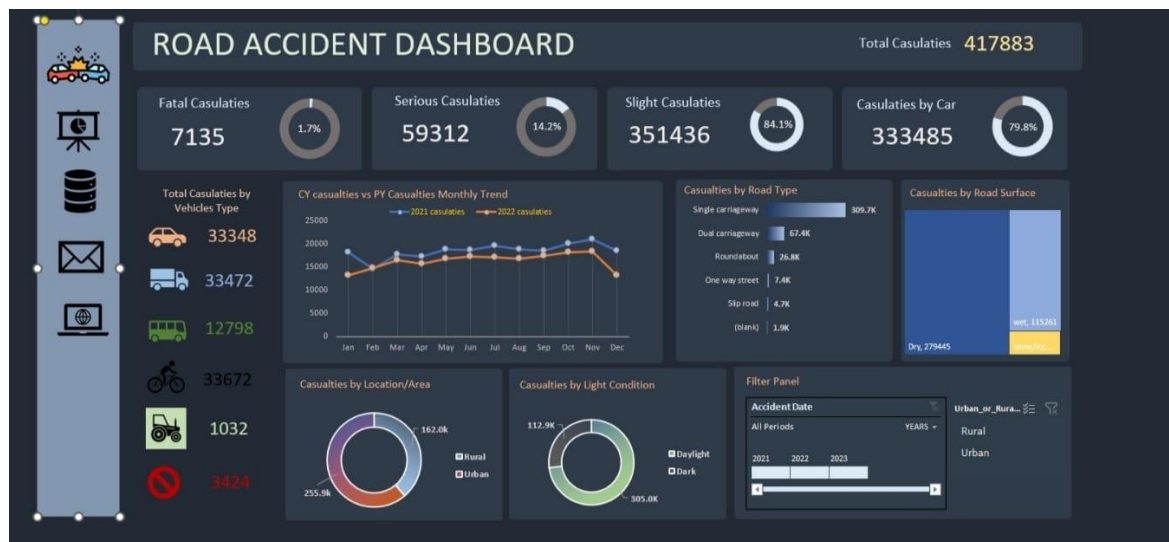 ROAD ACCIDENT DASHBOARD
Total Casulaties 417883
Fatal Casulaties
7135
1.7%
Serious Casulaties
59312
14.2%
Slight Casulaties
351436
84.1%
Casulaties by Car
333485
79.8%
Total Casulaties by
Vehicles Type
33348
33472
12798
33672
1032
3424
CY casualties vs PY Casualties Monthly Trend
2021 casulaties 2022 casulaties
25000
20000
15000
10000
5000
0
Jan Feb Mar Apr May Jun Jul Aug Sep Oct Nov Dec
Casualties by Road Type
Single carriageway 309.7K
Dual carriageway 67.4K
Roundabout 26.8K
One way street 7.4K
Slip road 4.7K
(blank) 1.9K
Casualties by Road Surface
wet, 115261
Dry, 279445
Casualties by Location/Area
162.0k
Rural
Urban
255.9k
Casualties by Light Condition
112.9K
Daylight
Dark
305.0K
Filter Panel
Accident Date
All Periods YEARS
2021 2022 2023
Urban_or_Rura...
Rural
Urban